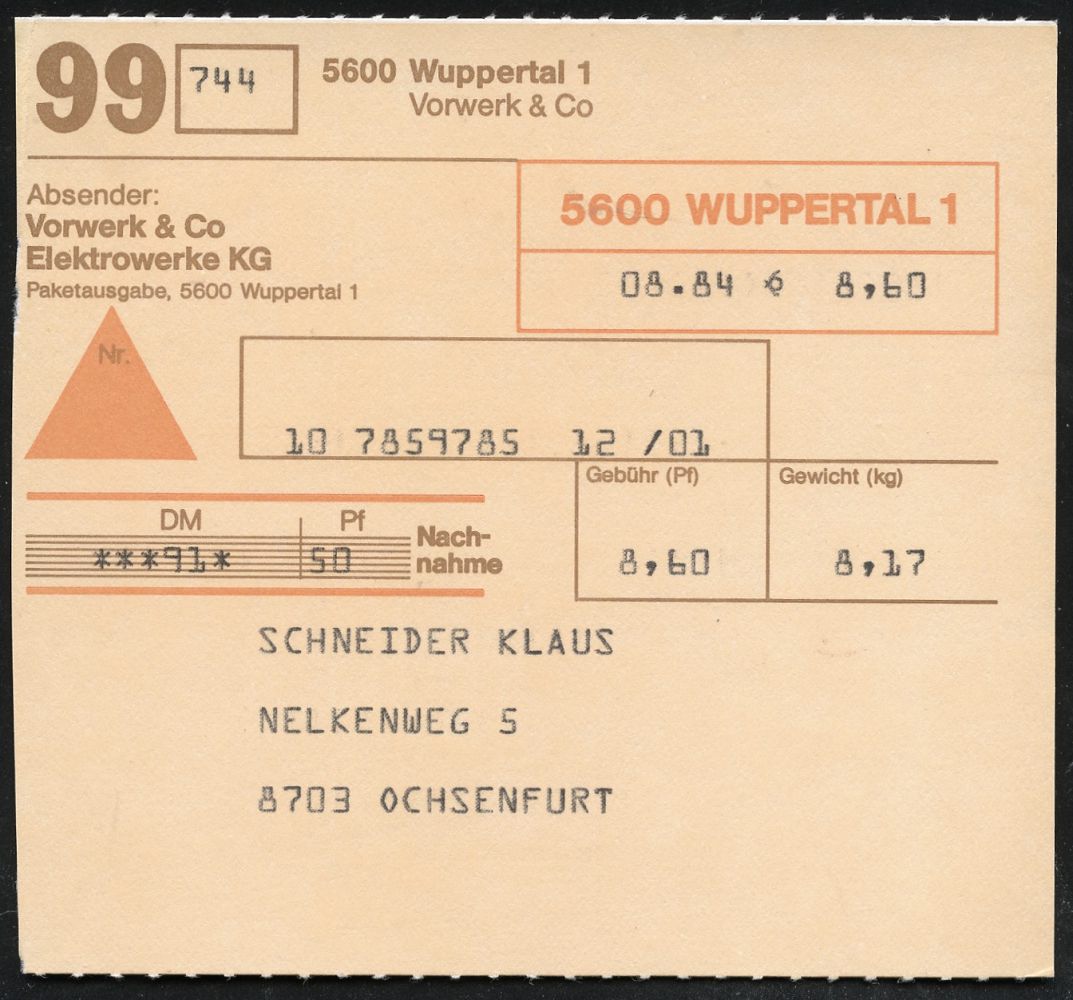 99 744 5600 Wuppertal 1
Vorwerk & Co
Absender:
Vorwerk & Co
Elektrowerke KG
Paketausgabe, 5600 Wuppertal 1
5600 WUPPERTAL 1
08.84 8,60
Nr.
10 7859785 12 /01
Gebühr (Pf) Gewicht (kg)
8,60 8,17
DM Pf
***91* 50
Nach-
nahme
SCHNEIDER KLAUS
NELKENWEG 5
8703 OCHSENFURT